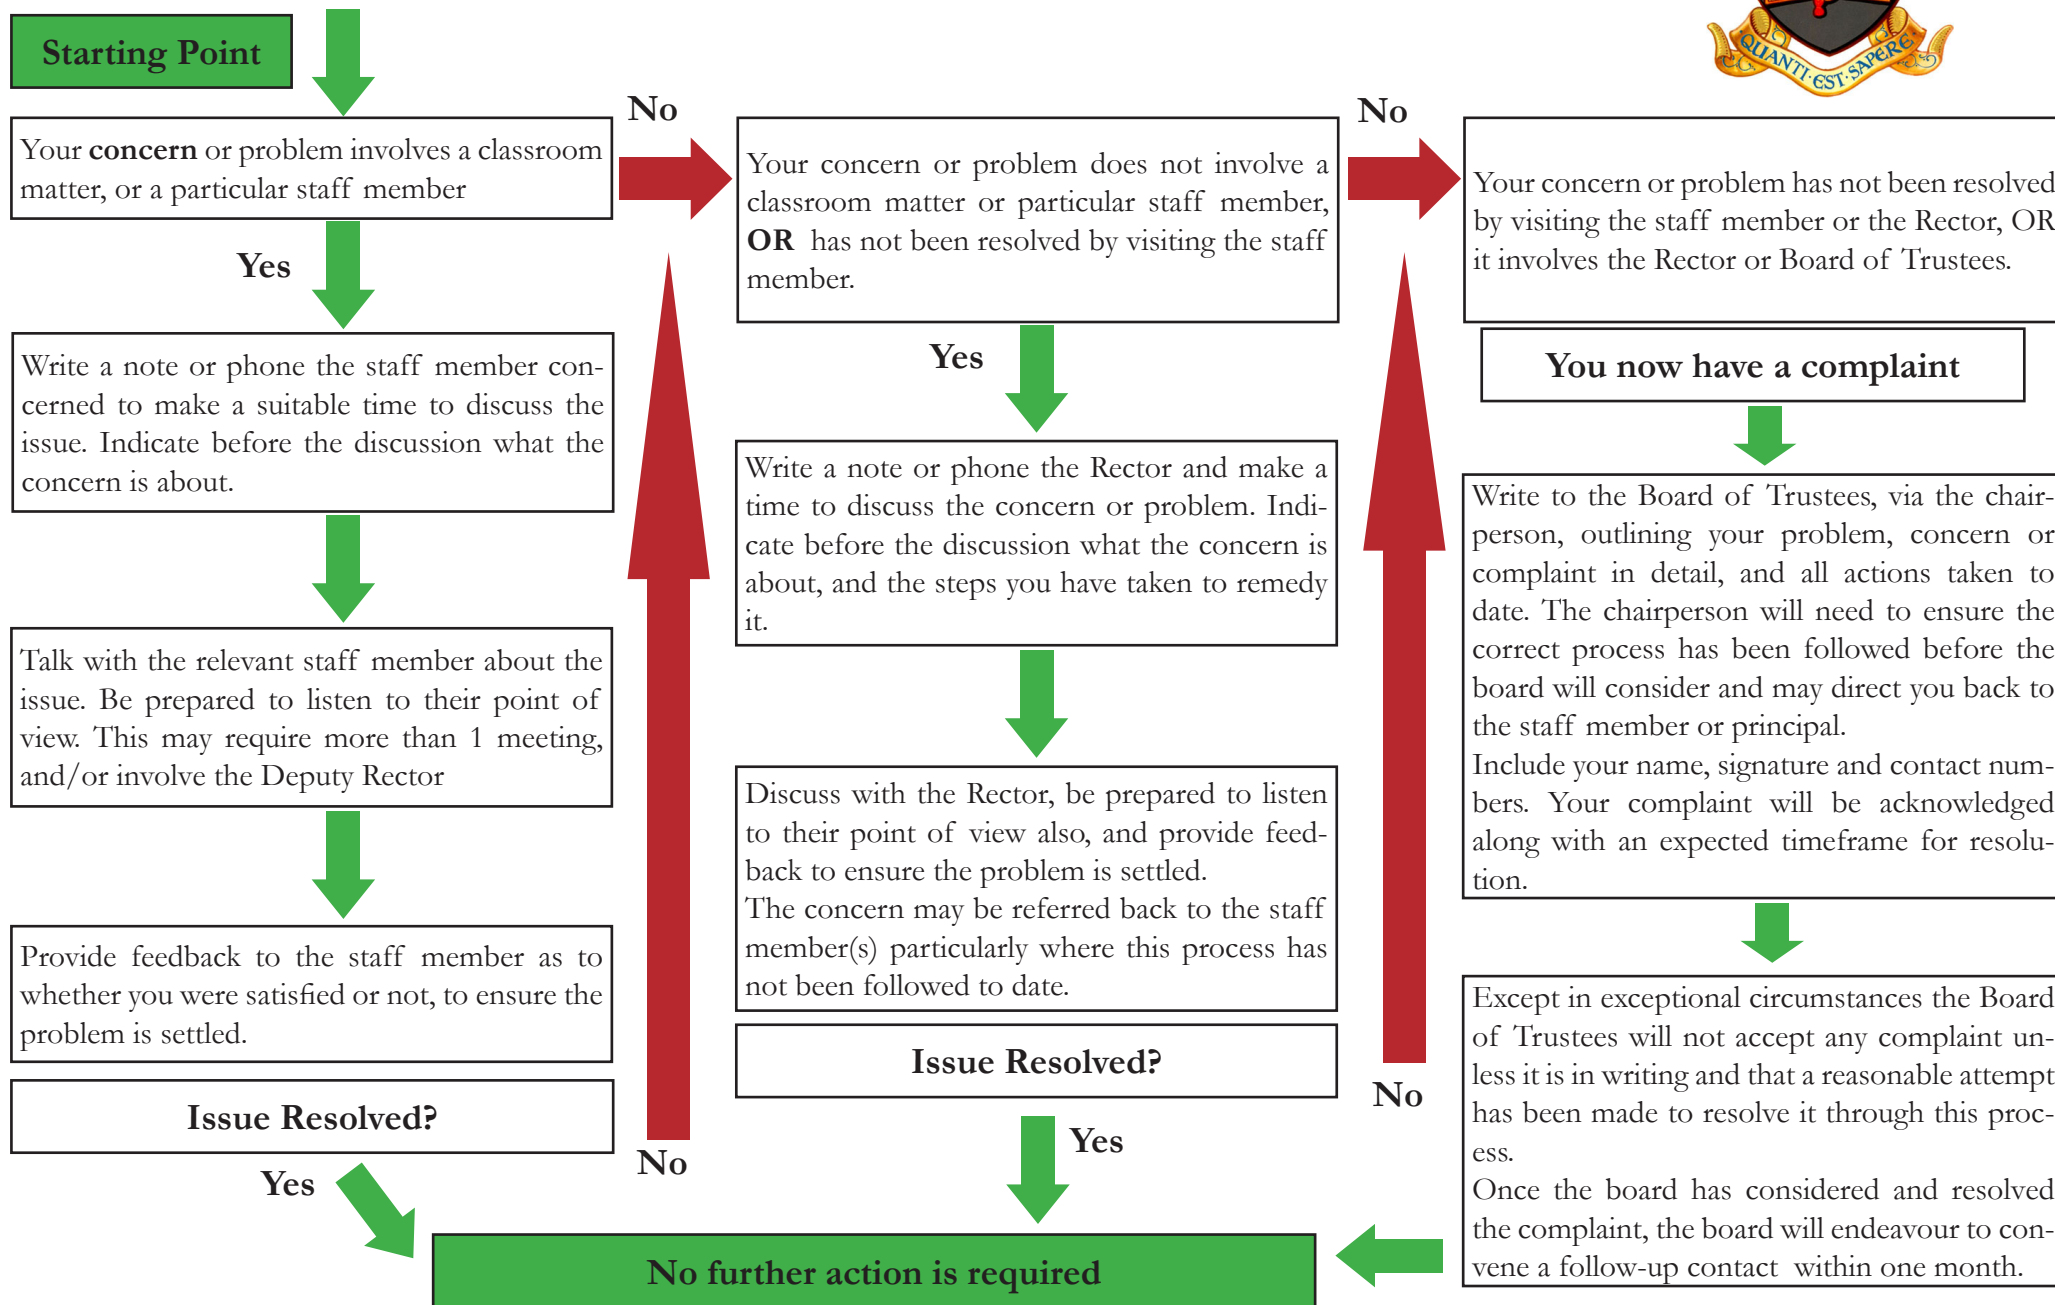 QUANTI·EST·SAPERE
Starting Point
No
No
Your concern or problem involves a classroom
matter, or a particular staff member
Yes
Write a note or phone the staff member con-
cerned to make a suitable time to discuss the
issue. Indicate before the discussion what the
concern is about.
Talk with the relevant staff member about the
issue. Be prepared to listen to their point of
view. This may require more than 1 meeting,
and/or involve the Deputy Rector
Provide feedback to the staff member as to
whether you were satisfied or not, to ensure the
problem is settled.
Issue Resolved?
Yes
No
Your concern or problem does not involve a
classroom matter or particular staff member,
OR has not been resolved by visiting the staff
member.
Yes
Write a note or phone the Rector and make a
time to discuss the concern or problem. Indi-
cate before the discussion what the concern is
about, and the steps you have taken to remedy
it.
Discuss with the Rector, be prepared to listen
to their point of view also, and provide feed-
back to ensure the problem is settled.
The concern may be referred back to the staff
member(s) particularly where this process has
not been followed to date.
Issue Resolved?
Yes
No
Your concern or problem has not been resolved
by visiting the staff member or the Rector, OR
it involves the Rector or Board of Trustees.
You now have a complaint
Write to the Board of Trustees, via the chair-
person, outlining your problem, concern or
complaint in detail, and all actions taken to
date. The chairperson will need to ensure the
correct process has been followed before the
board will consider and may direct you back to
the staff member or principal.
Include your name, signature and contact num-
bers. Your complaint will be acknowledged
along with an expected timeframe for resolu-
tion.
Except in exceptional circumstances the Board
of Trustees will not accept any complaint un-
less it is in writing and that a reasonable attempt
has been made to resolve it through this proc-
ess.
Once the board has considered and resolved
the complaint, the board will endeavour to con-
vene a follow-up contact within one month.
No further action is required